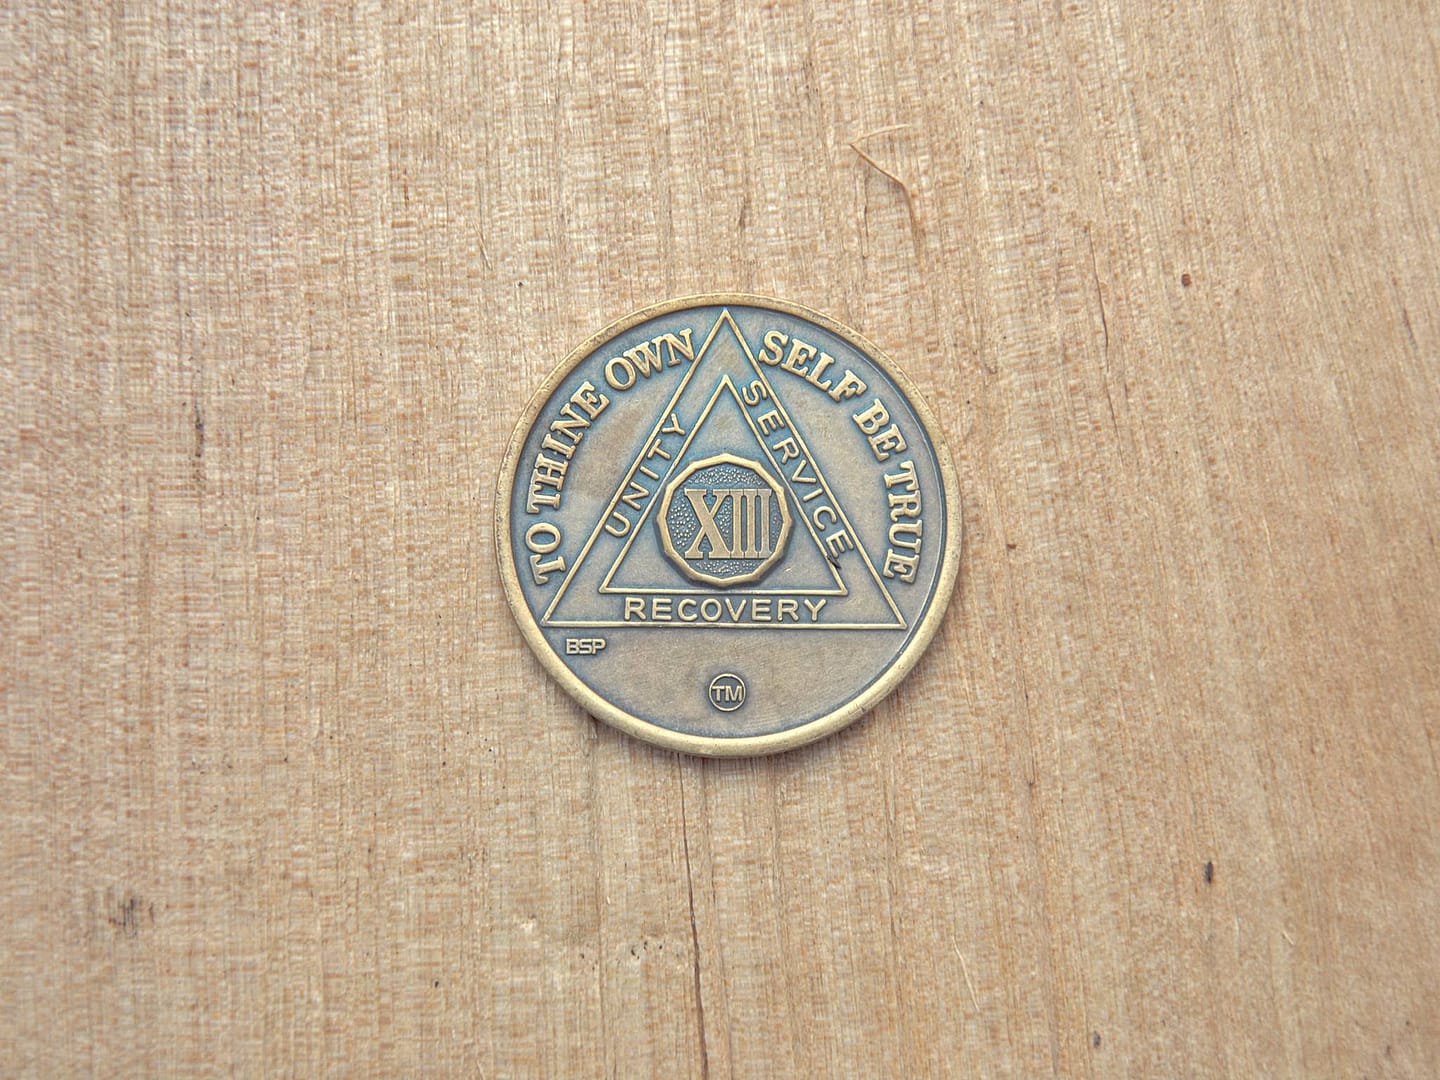 TO THINE OWN SELF BE TRUE
UNITY
SERVICE
XIII
RECOVERY
BSP
TM